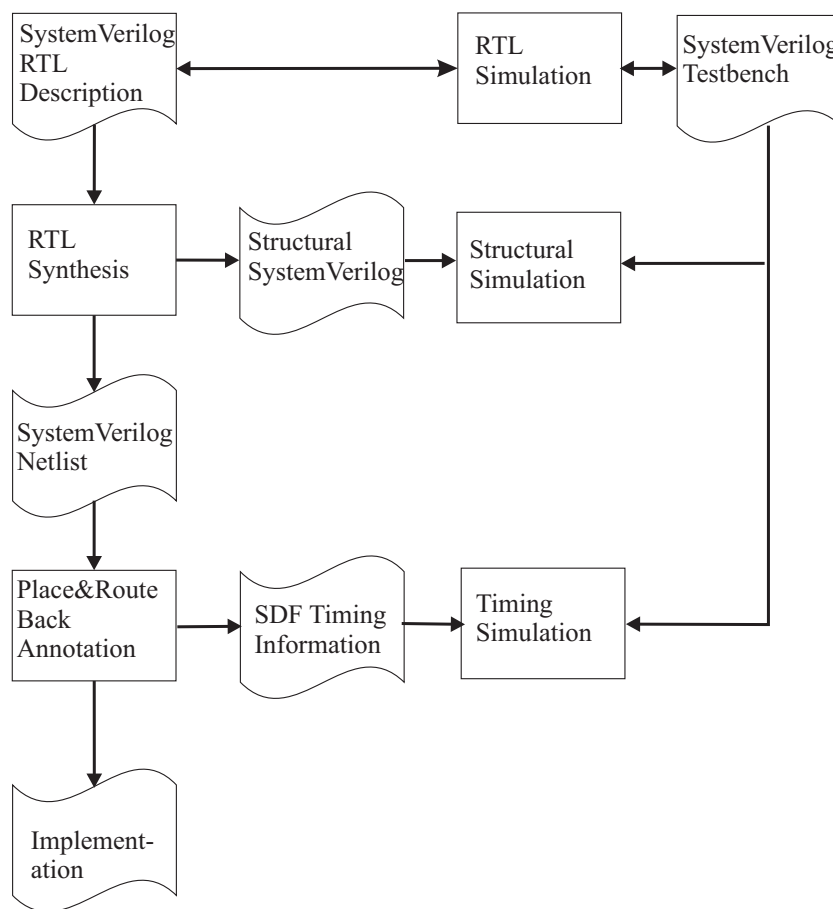 SystemVerilog
RTL
Description
RTL
Simulation
SystemVerilog
Testbench
RTL
Synthesis
Structural
SystemVerilog
Structural
Simulation
SystemVerilog
Netlist
Place&Route
Back
Annotation
SDF Timing
Information
Timing
Simulation
Implement-
ation